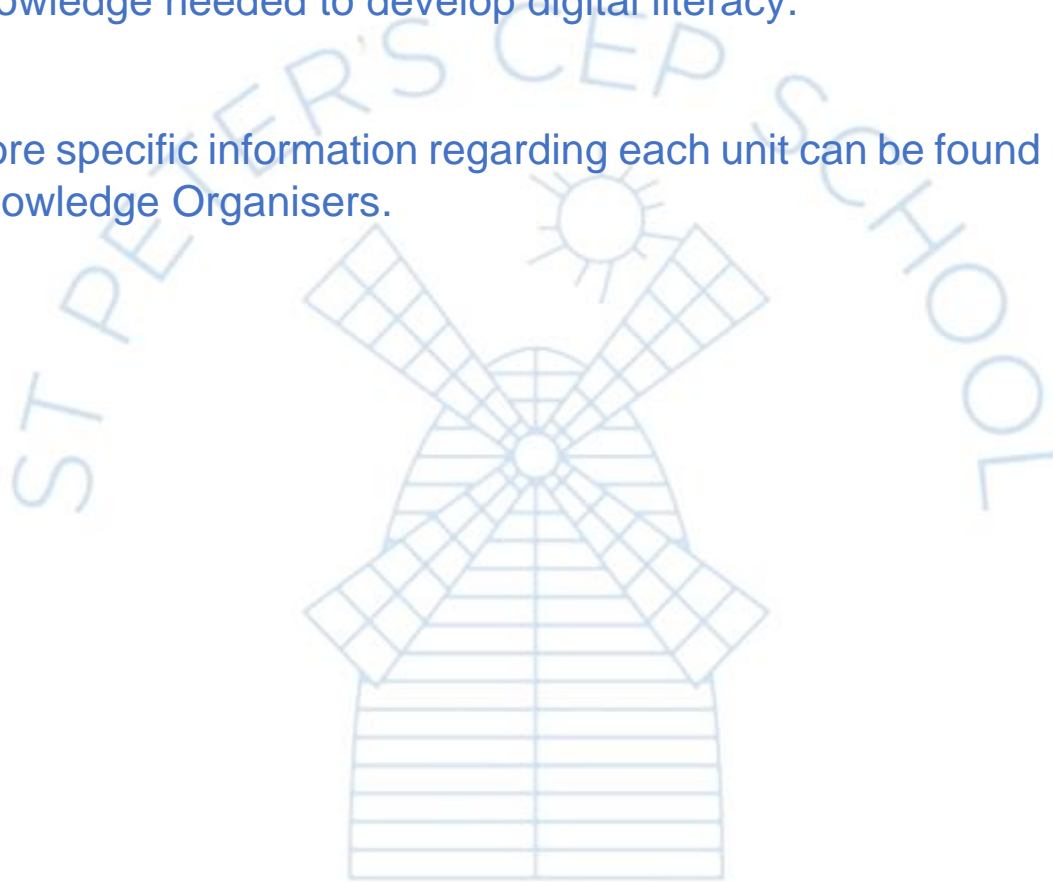 owledge needed to develop digital literacy.
ore specific information regarding each unit can be found
owledge Organisers.
ST PETER'S CEP SCHOOL